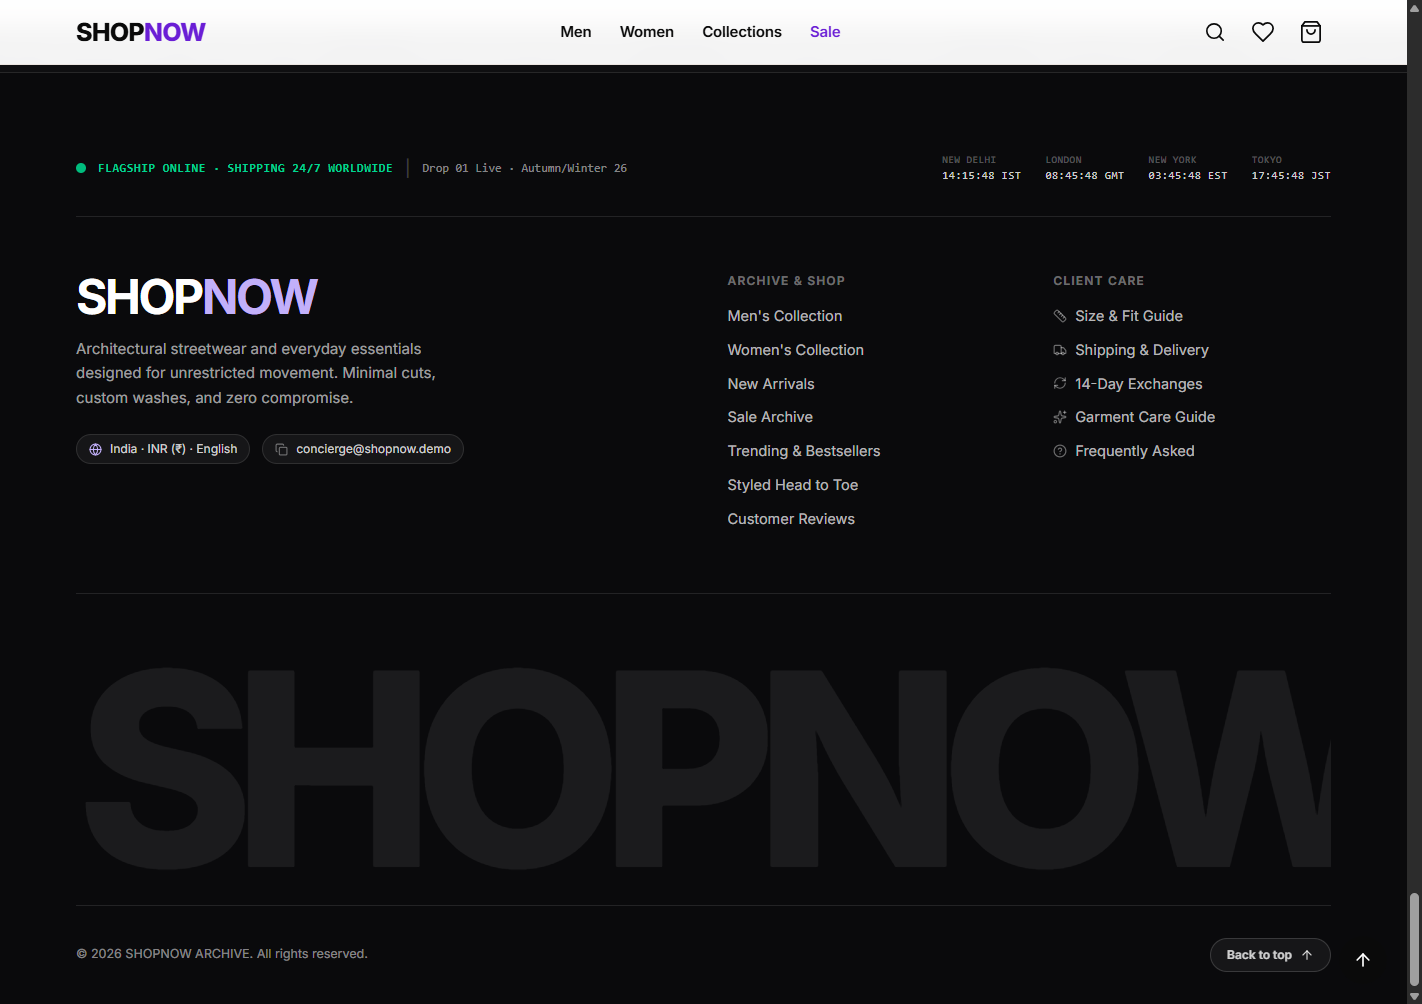 SHOPNOW
Men Women Collections Sale
FLAGSHIP ONLINE · SHIPPING 24/7 WORLDWIDE
Drop 01 Live · Autumn/Winter 26
NEW DELHI
14:15:48 IST
LONDON
08:45:48 GMT
NEW YORK
03:45:48 EST
TOKYO
17:45:48 JST
SHOPNOW
Architectural streetwear and everyday essentials
designed for unrestricted movement. Minimal cuts,
custom washes, and zero compromise.
India · INR (₹) · English
concierge@shopnow.demo
ARCHIVE & SHOP
Men's Collection
Women's Collection
New Arrivals
Sale Archive
Trending & Bestsellers
Styled Head to Toe
Customer Reviews
CLIENT CARE
Size & Fit Guide
Shipping & Delivery
14-Day Exchanges
Garment Care Guide
Frequently Asked
SHOPNOW
© 2026 SHOPNOW ARCHIVE. All rights reserved.
Back to top